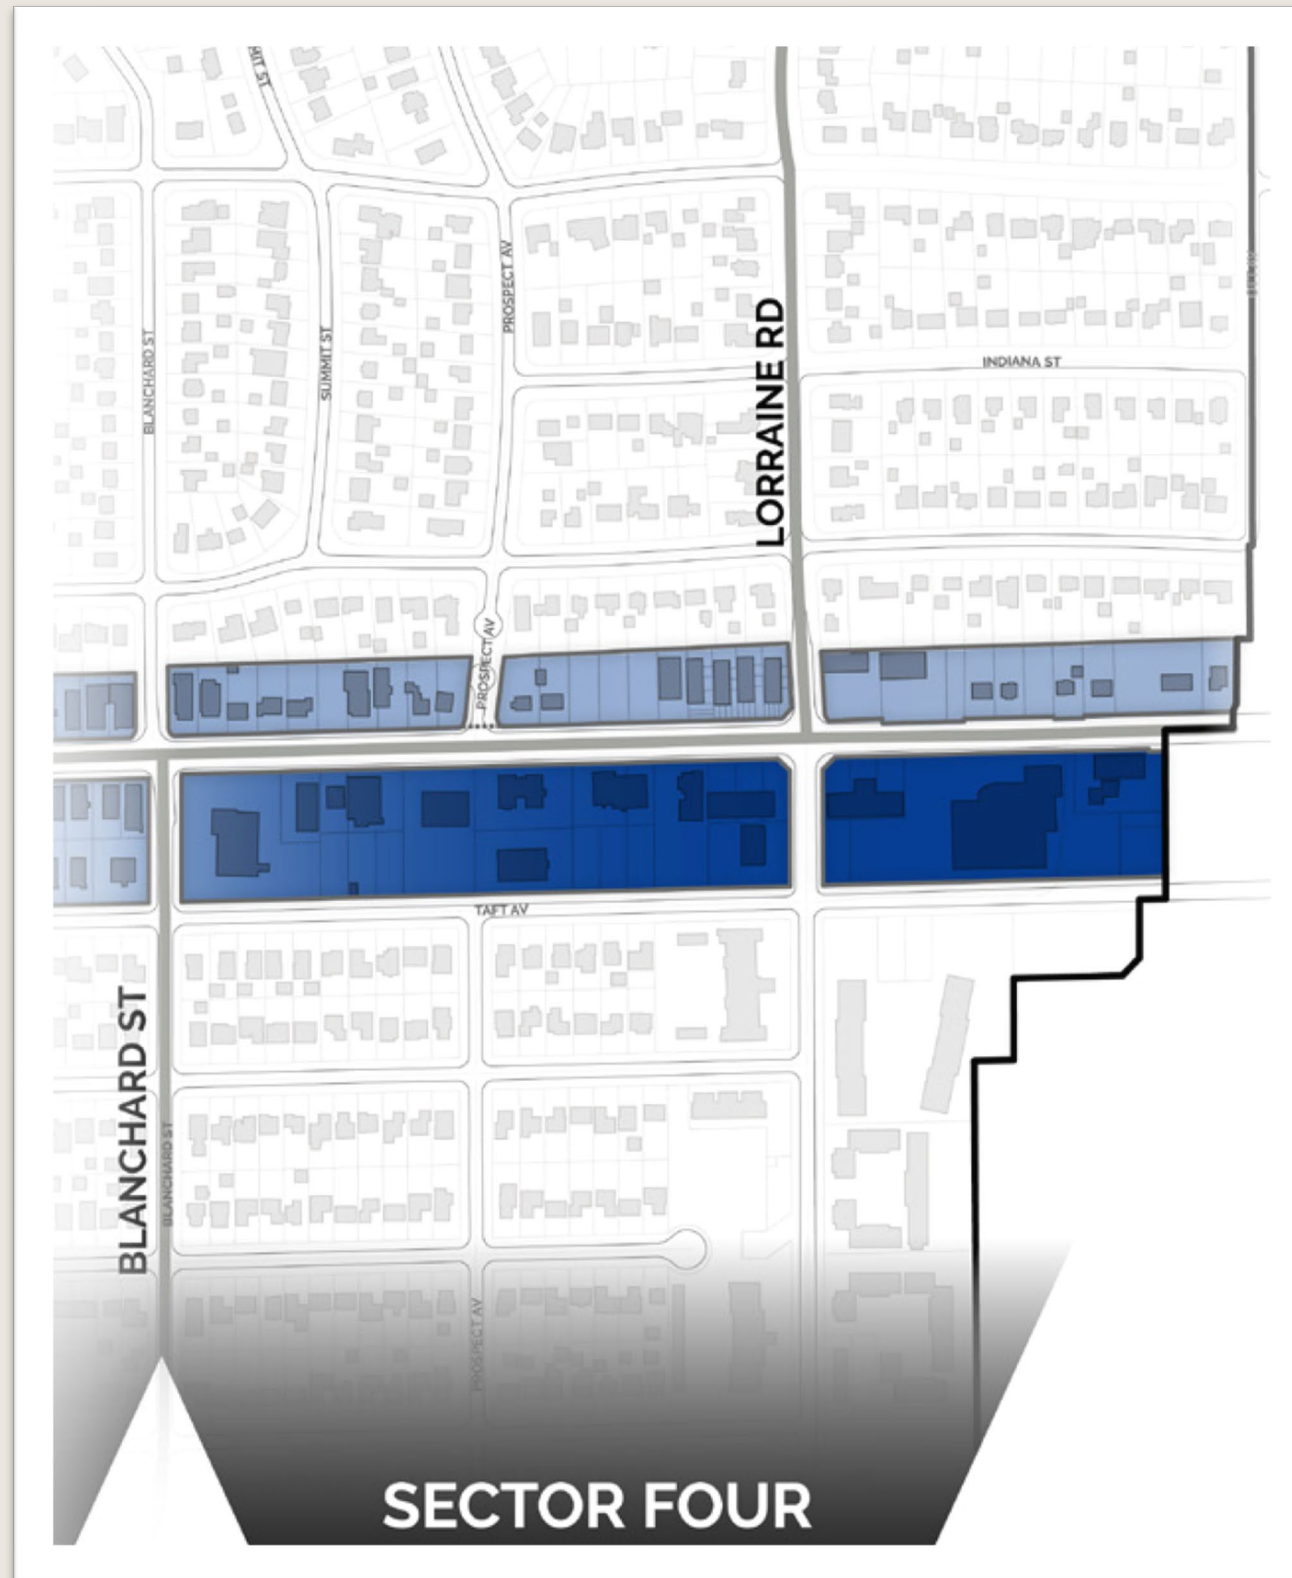 PROSPECT AV
LORRAINE RD
SUMMIT ST
BLANCHARD ST
INDIANA ST
PROSPECT AV
TAFT AV
BLANCHARD ST
BLANCHARD ST
PROSPECT AV
SECTOR FOUR